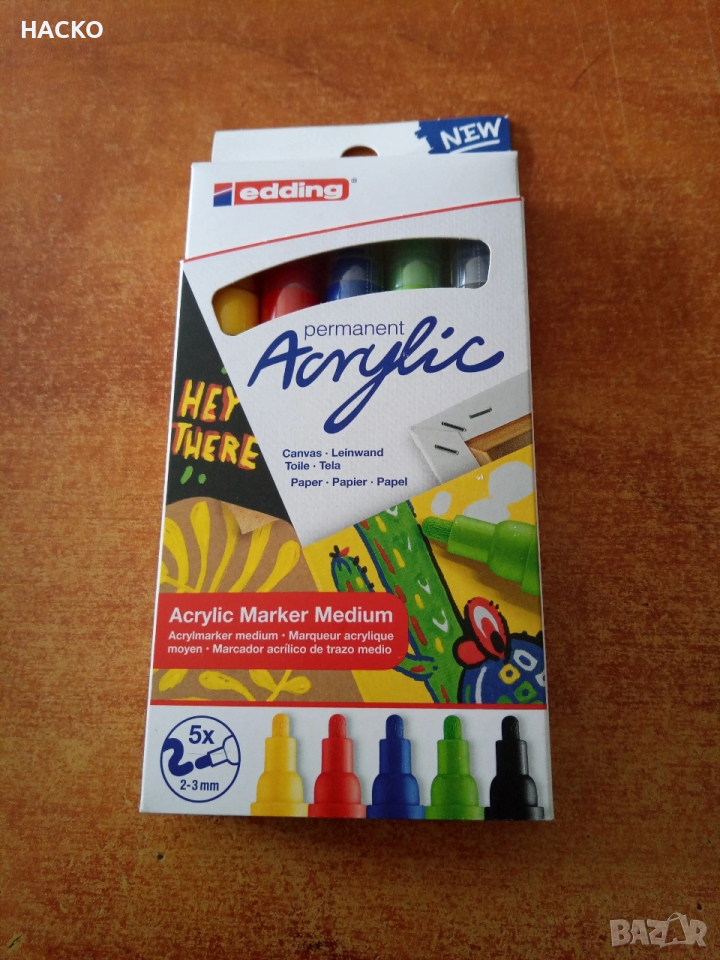 HACKO
NEW
edding®
permanent
Acrylic
HEY
THERE
Canvas · Leinwand
Toile · Tela
Paper · Papier · Papel
Acrylic Marker Medium
Acrylmarker medium · Marqueur acrylique
moyen · Marcador acrílico de trazo medio
5x
2-3 mm
BAZAR